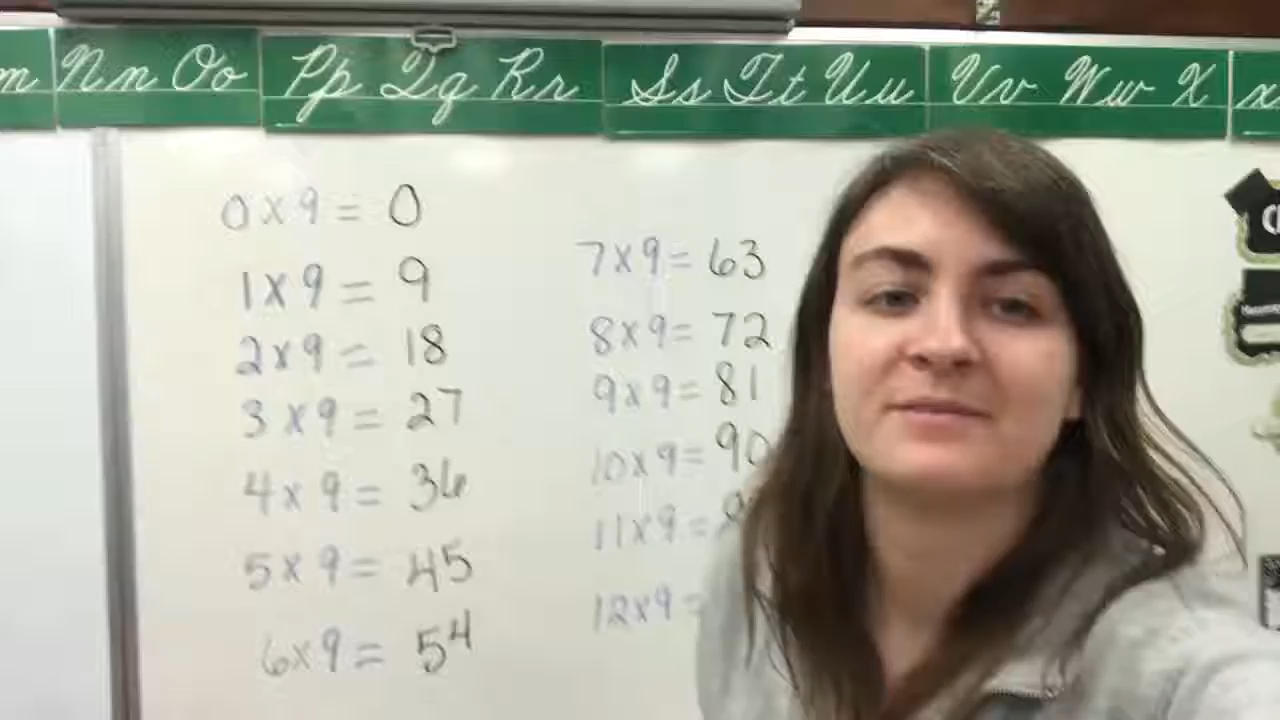 Nn Oo Pp Qq Rr Ss Tt Uu Vv Ww X
0 x 9 = 0
1 x 9 = 9
2 x 9 = 18
3 x 9 = 27
4 x 9 = 36
5 x 9 = 45
6 x 9 = 54
7 x 9 = 63
8 x 9 = 72
9 x 9 = 81
10 x 9 = 90
11 x 9 =
12 x 9 =